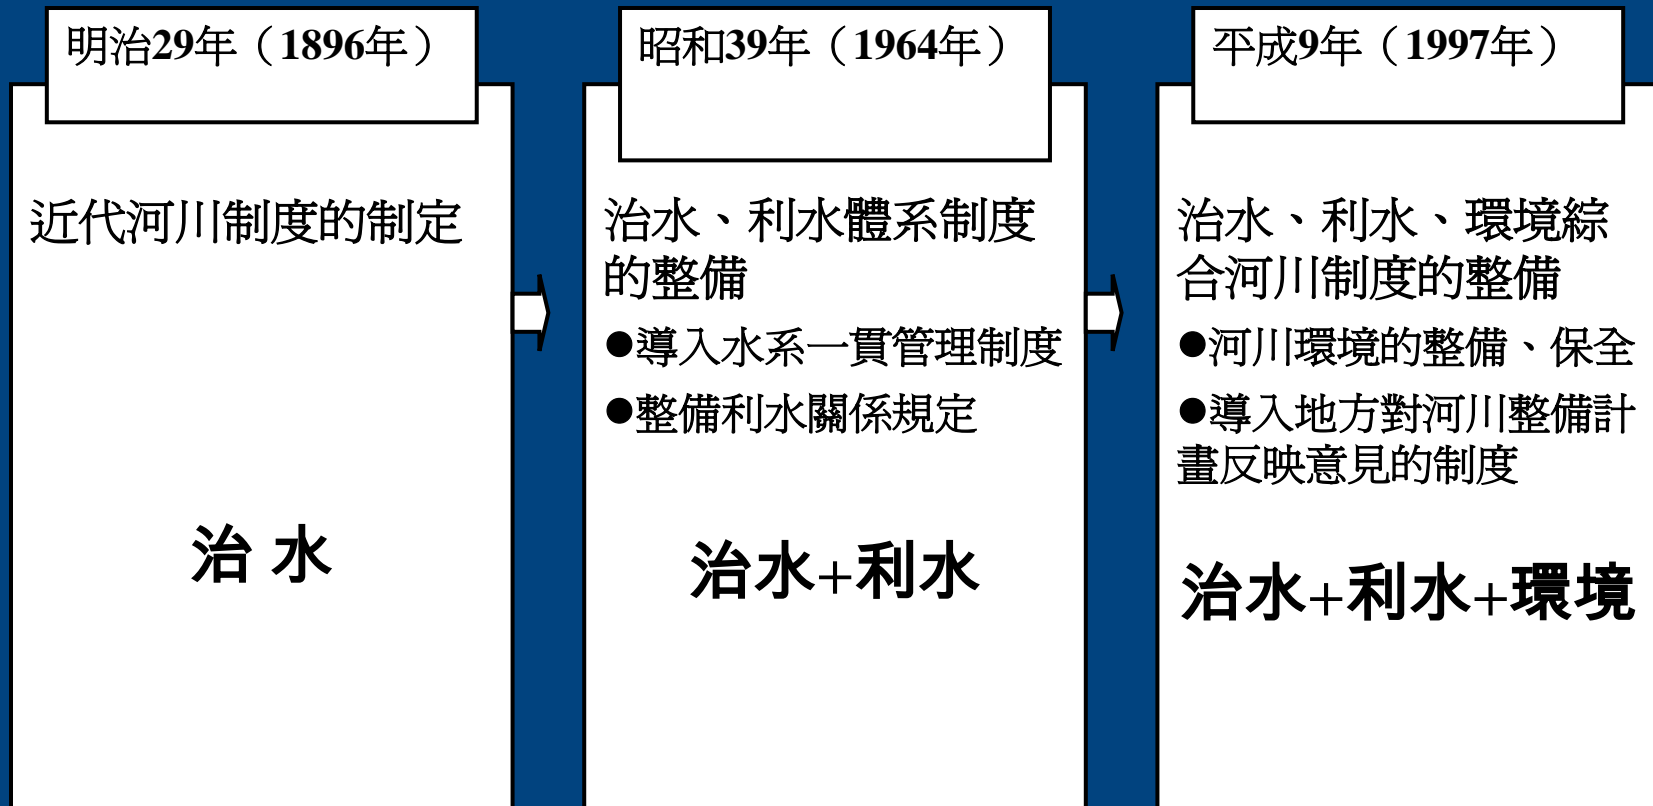 明治29年（1896年）
近代河川制度的制定
治 水
昭和39年（1964年）
治水、利水體系制度
的整備
●導入水系一貫管理制度
●整備利水關係規定
治水+利水
平成9年（1997年）
治水、利水、環境綜
合河川制度的整備
●河川環境的整備、保全
●導入地方對河川整備計
畫反映意見的制度
治水+利水+環境